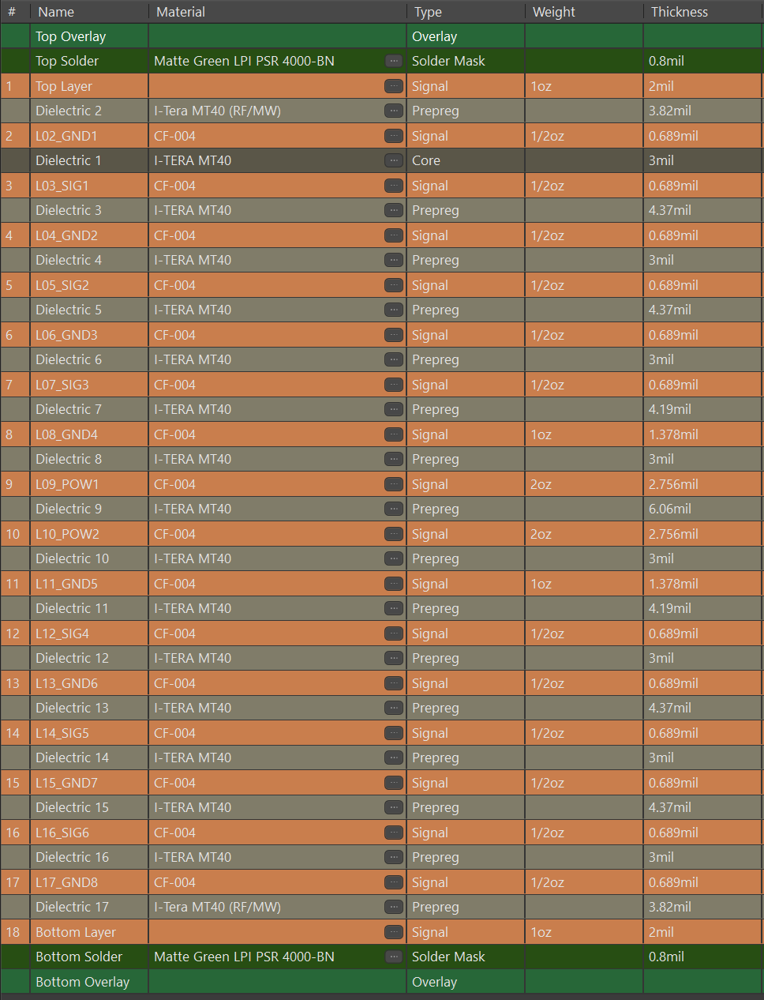 # Name Material Type Weight Thickness
Top Overlay Overlay
Top Solder Matte Green LPI PSR 4000-BN Solder Mask 0.8mil
1 Top Layer Signal 1oz 2mil
Dielectric 2 I-Tera MT40 (RF/MW) Prepreg 3.82mil
2 L02_GND1 CF-004 Signal 1/2oz 0.689mil
Dielectric 1 I-TERA MT40 Core 3mil
3 L03_SIG1 CF-004 Signal 1/2oz 0.689mil
Dielectric 3 I-TERA MT40 Prepreg 4.37mil
4 L04_GND2 CF-004 Signal 1/2oz 0.689mil
Dielectric 4 I-TERA MT40 Prepreg 3mil
5 L05_SIG2 CF-004 Signal 1/2oz 0.689mil
Dielectric 5 I-TERA MT40 Prepreg 4.37mil
6 L06_GND3 CF-004 Signal 1/2oz 0.689mil
Dielectric 6 I-TERA MT40 Prepreg 3mil
7 L07_SIG3 CF-004 Signal 1/2oz 0.689mil
Dielectric 7 I-TERA MT40 Prepreg 4.19mil
8 L08_GND4 CF-004 Signal 1oz 1.378mil
Dielectric 8 I-TERA MT40 Prepreg 3mil
9 L09_POW1 CF-004 Signal 2oz 2.756mil
Dielectric 9 I-TERA MT40 Prepreg 6.06mil
10 L10_POW2 CF-004 Signal 2oz 2.756mil
Dielectric 10 I-TERA MT40 Prepreg 3mil
11 L11_GND5 CF-004 Signal 1oz 1.378mil
Dielectric 11 I-TERA MT40 Prepreg 4.19mil
12 L12_SIG4 CF-004 Signal 1/2oz 0.689mil
Dielectric 12 I-TERA MT40 Prepreg 3mil
13 L13_GND6 CF-004 Signal 1/2oz 0.689mil
Dielectric 13 I-TERA MT40 Prepreg 4.37mil
14 L14_SIG5 CF-004 Signal 1/2oz 0.689mil
Dielectric 14 I-TERA MT40 Prepreg 3mil
15 L15_GND7 CF-004 Signal 1/2oz 0.689mil
Dielectric 15 I-TERA MT40 Prepreg 4.37mil
16 L16_SIG6 CF-004 Signal 1/2oz 0.689mil
Dielectric 16 I-TERA MT40 Prepreg 3mil
17 L17_GND8 CF-004 Signal 1/2oz 0.689mil
Dielectric 17 I-Tera MT40 (RF/MW) Prepreg 3.82mil
18 Bottom Layer Signal 1oz 2mil
Bottom Solder Matte Green LPI PSR 4000-BN Solder Mask 0.8mil
Bottom Overlay Overlay